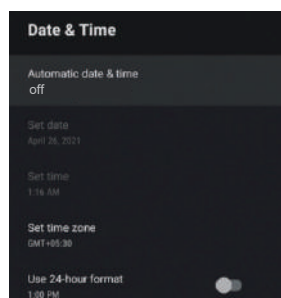 Date & Time
Automatic date & time
off
Set date
April 26, 2021
Set time
1:16 AM
Set time zone
GMT+05:30
Use 24-hour format
1:00 PM